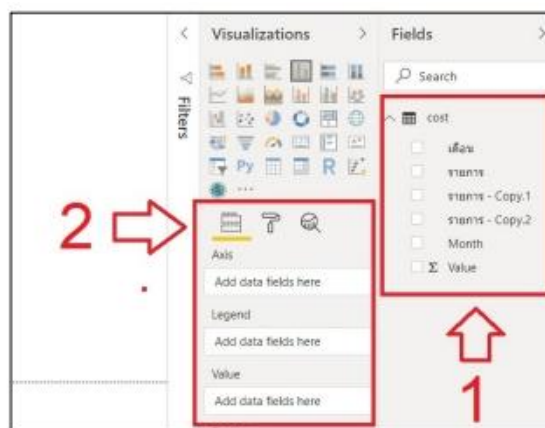 Visualizations
Fields
Search
Filters
cost
เดือน
รายการ
รายการ - Copy.1
รายการ - Copy.2
Month
Σ Value
Py
R
2
Axis
Add data fields here
Legend
Add data fields here
Value
Add data fields here
1